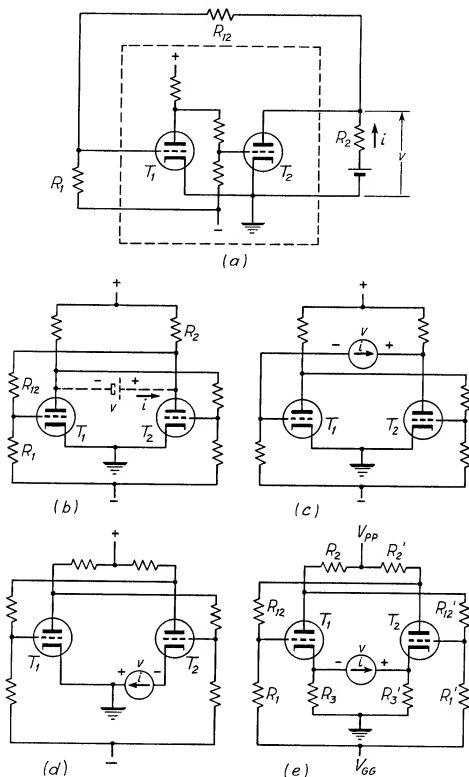 R12
+
R1
T1
T2
R2
i
v
−
(a)
+
R2
R12
− v +
i
R1
T1
T2
−
(b)
+
v
− i +
T1
T2
−
(c)
+
T1
T2
v
+ i −
−
(d)
VPP
R2
R2'
R12
T1
T2
R12'
v
− i +
R1
R3
R3'
R1'
VGG
(e)